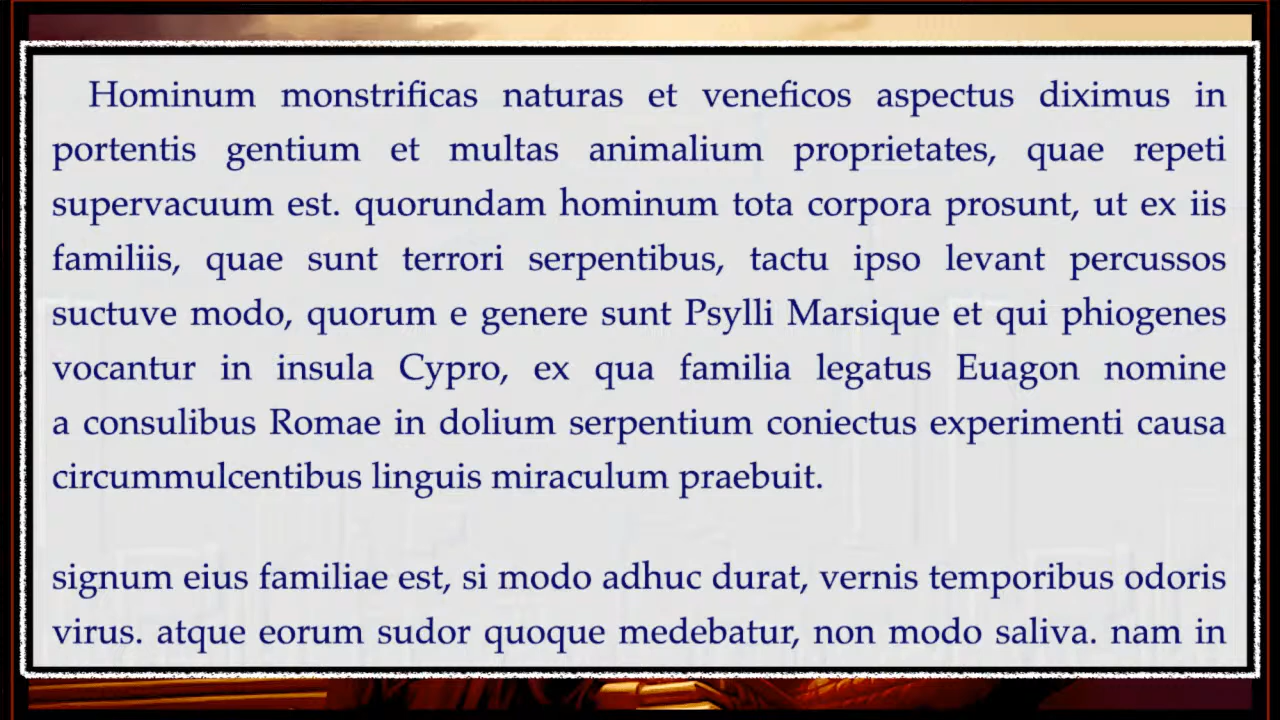 Hominum monstrificas naturas et veneficos aspectus diximus in
portentis gentium et multas animalium proprietates, quae repeti
supervacuum est. quorundam hominum tota corpora prosunt, ut ex iis
familiis, quae sunt terrori serpentibus, tactu ipso levant percussos
suctuve modo, quorum e genere sunt Psylli Marsique et qui phiogenes
vocantur in insula Cypro, ex qua familia legatus Euagon nomine
a consulibus Romae in dolium serpentium coniectus experimenti causa
circummulcentibus linguis miraculum praebuit.
signum eius familiae est, si modo adhuc durat, vernis temporibus odoris
virus. atque eorum sudor quoque medebatur, non modo saliva. nam in